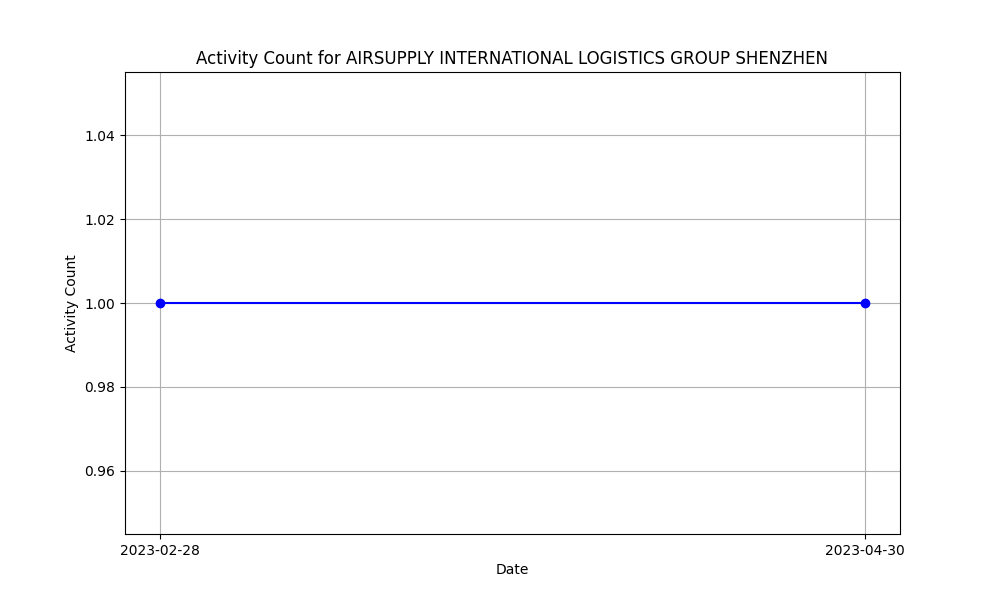 Activity Count for AIRSUPPLY INTERNATIONAL LOGISTICS GROUP SHENZHEN
1.04
1.02
1.00
0.98
0.96
Activity Count
2023-02-28
2023-04-30
Date